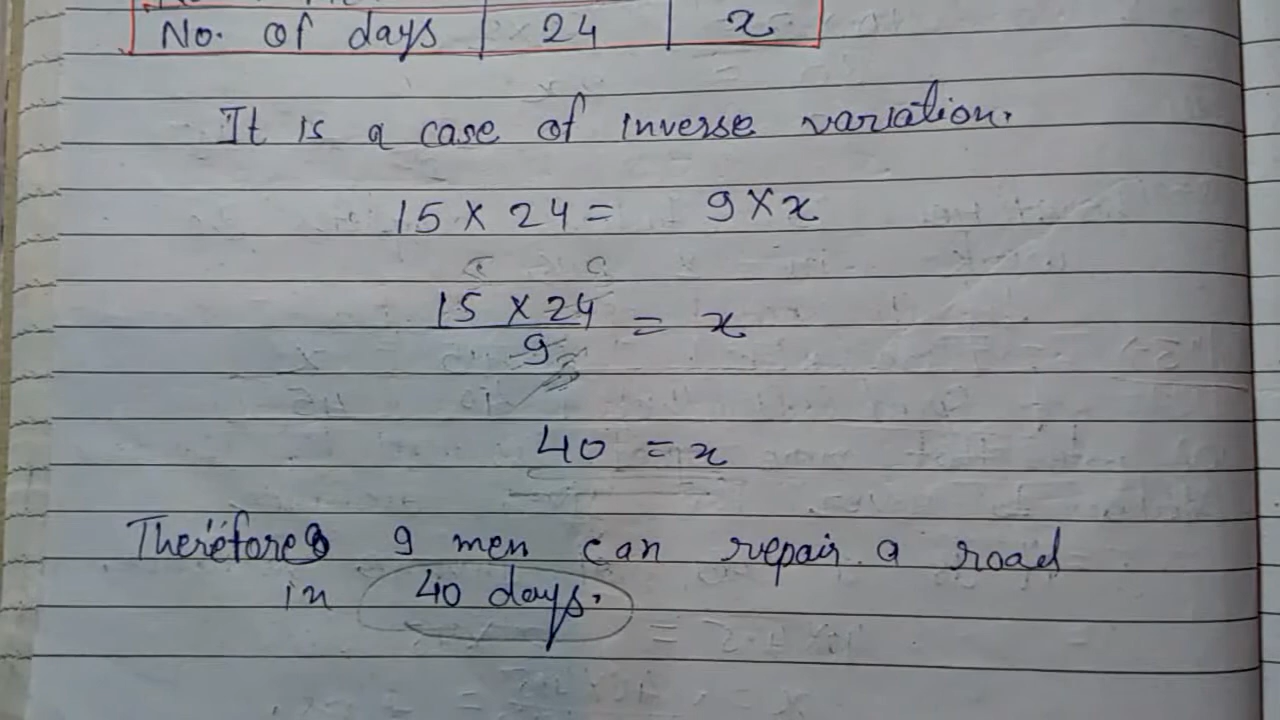 No. of days 24 x
It is a case of inverse variation.
15 × 24 = 9 × x
15 × 24 / 9 = x
40 = x
Therefore 9 men can repair a road
in 40 days.